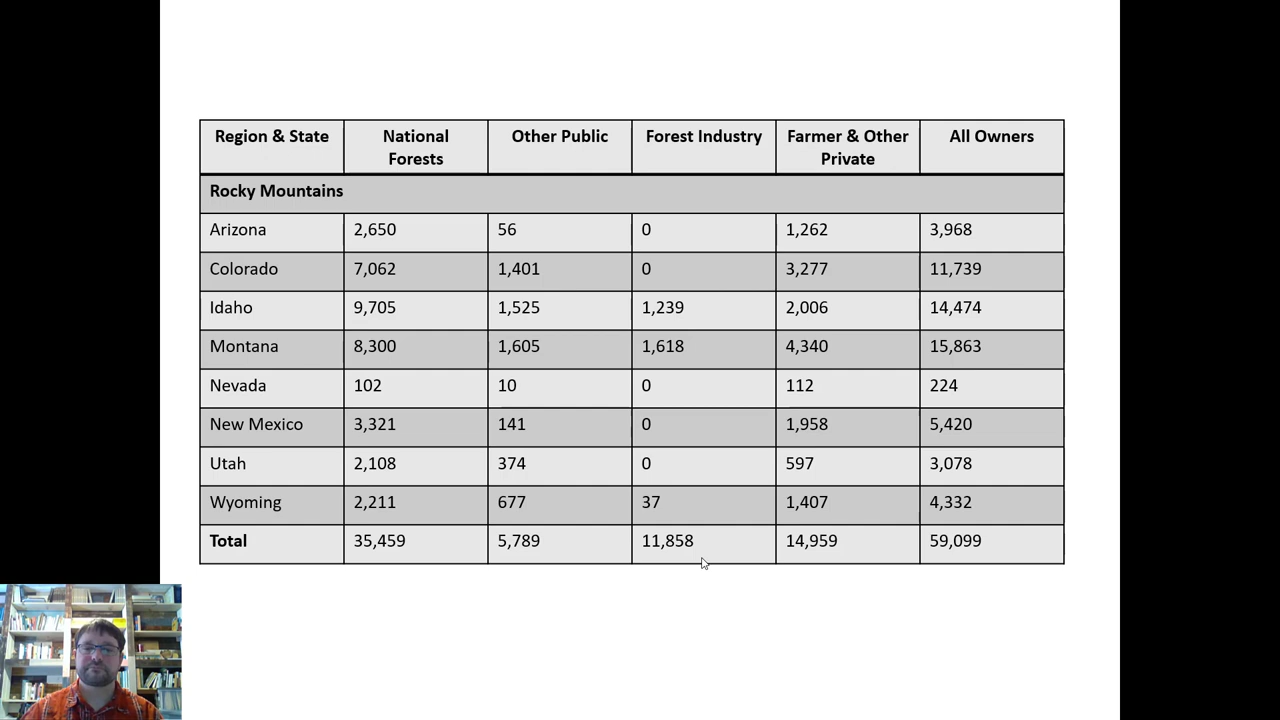 Region & State National Forests Other Public Forest Industry Farmer & Other Private All Owners
Rocky Mountains
Arizona 2,650 56 0 1,262 3,968
Colorado 7,062 1,401 0 3,277 11,739
Idaho 9,705 1,525 1,239 2,006 14,474
Montana 8,300 1,605 1,618 4,340 15,863
Nevada 102 10 0 112 224
New Mexico 3,321 141 0 1,958 5,420
Utah 2,108 374 0 597 3,078
Wyoming 2,211 677 37 1,407 4,332
Total 35,459 5,789 11,858 14,959 59,099